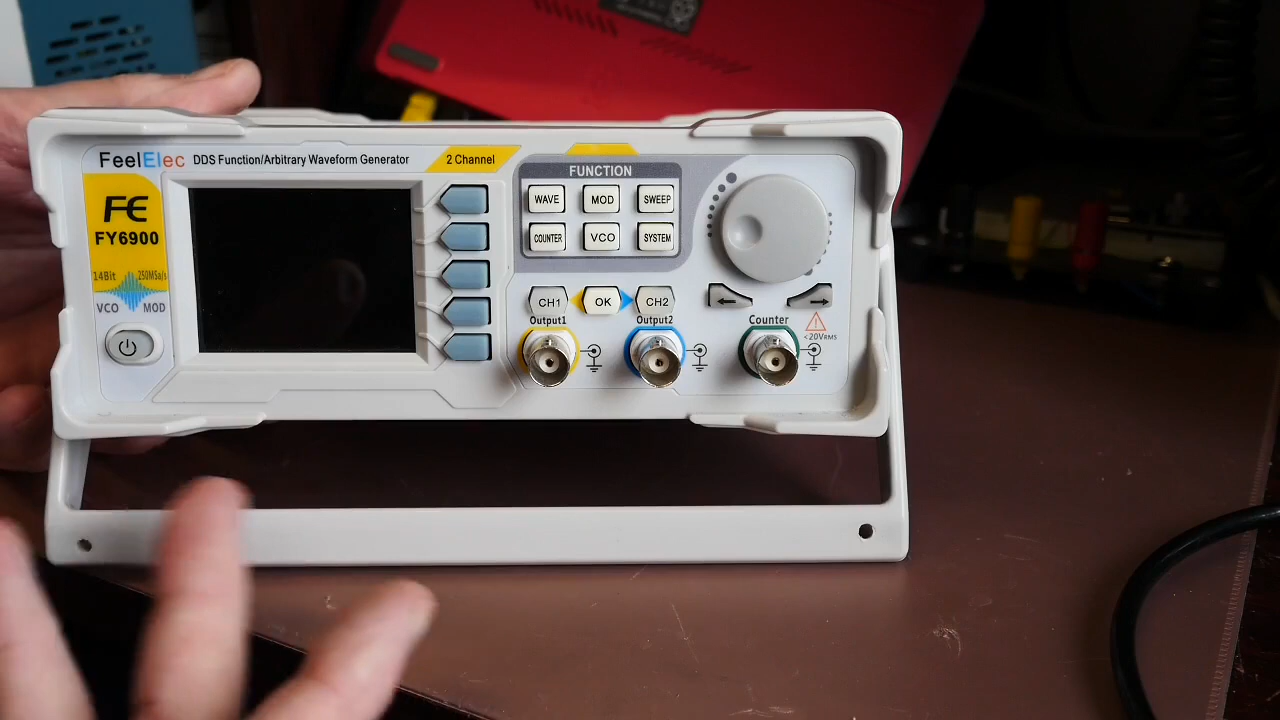 FeelElec DDS Function/Arbitrary Waveform Generator 2 Channel
FE
FY6900
14Bit 250MSa/s
VCO MOD
FUNCTION
WAVE MOD SWEEP
COUNTER VCO SYSTEM
CH1 OK CH2
Output1 Output2 Counter
<20VRMS